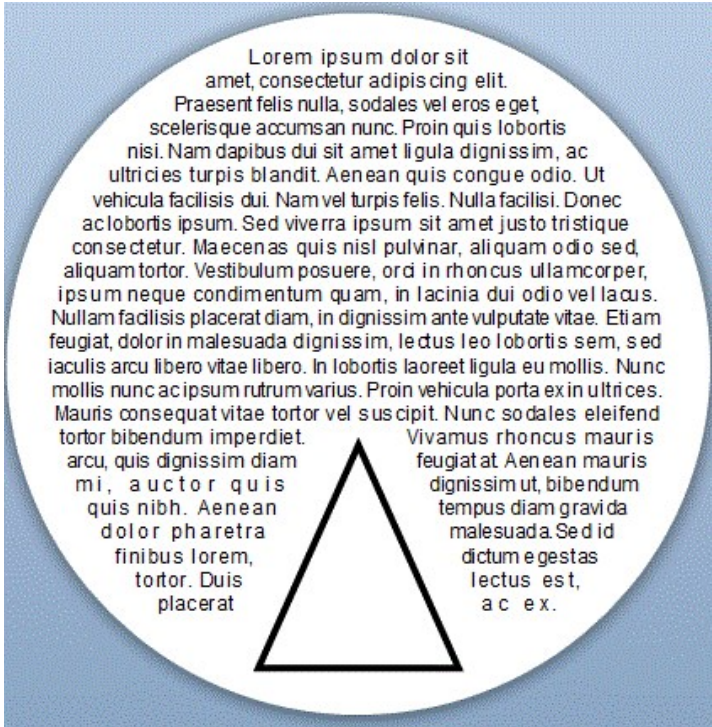 Lorem ipsum dolor sit
amet, consectetur adipiscing elit.
Praesent felis nulla, sodales vel eros eget,
scelerisque accumsan nunc. Proin quis lobortis
nisi. Nam dapibus dui sit amet ligula dignissim, ac
ultricies turpis blandit. Aenean quis congue odio. Ut
vehicula facilisis dui. Nam vel turpis felis. Nulla facilisi. Donec
ac lobortis ipsum. Sed viverra ipsum sit amet justo tristique
consectetur. Maecenas quis nisl pulvinar, aliquam odio sed,
aliquam tortor. Vestibulum posuere, orci in rhoncus ullamcorper,
ipsum neque condimentum quam, in lacinia dui odio vel lacus.
Nullam facilisis placerat diam, in dignissim ante vulputate vitae. Etiam
feugiat, dolor in malesuada dignissim, lectus leo lobortis sem, sed
iaculis arcu libero vitae libero. In lobortis laoreet ligula eu mollis. Nunc
mollis nunc ac ipsum rutrum varius. Proin vehicula porta ex in ultrices.
Mauris consequat vitae tortor vel suscipit. Nunc sodales eleifend
tortor bibendum imperdiet. Vivamus rhoncus mauris
arcu, quis dignissim diam feugiat at. Aenean mauris
mi, auctor quis dignissim ut, bibendum
quis nibh. Aenean tempus diam gravida
dolor pharetra malesuada. Sed id
finibus lorem, dictum egestas
tortor. Duis lectus est,
placerat ac ex.